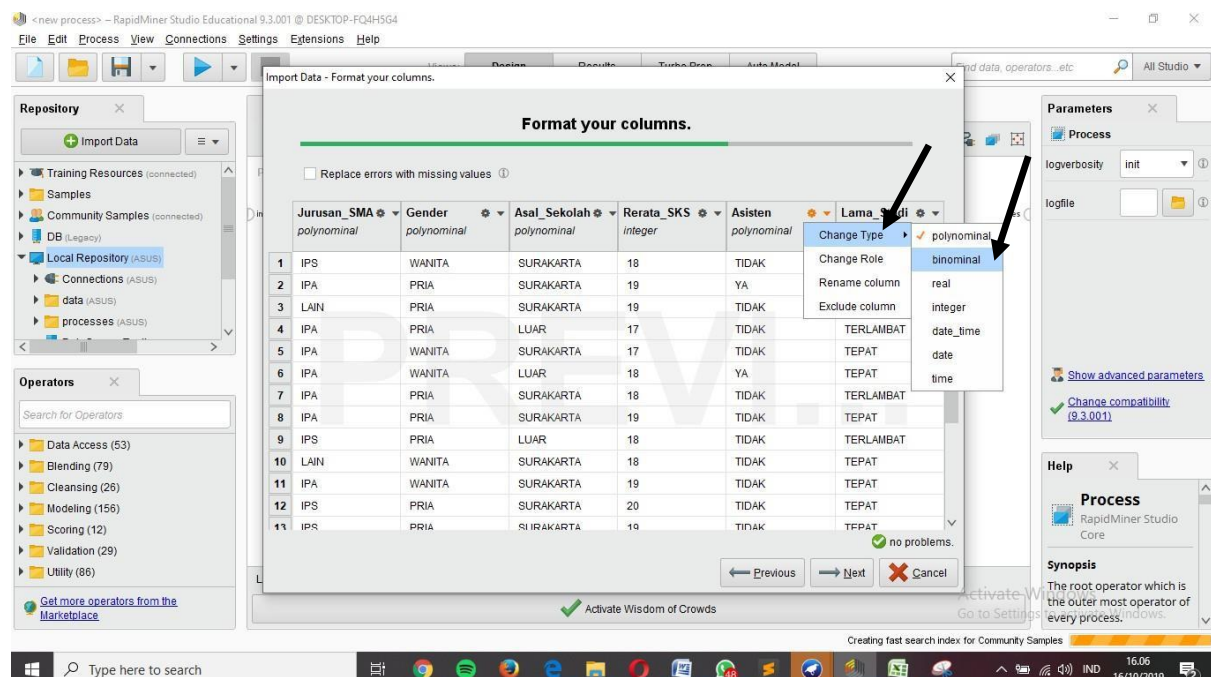 <new process> – RapidMiner Studio Educational 9.3.001 @ DESKTOP-FQ4H5G4
File Edit Process View Connections Settings Extensions Help
Import Data - Format your columns.
Find data, operators...etc All Studio
Repository
Import Data
Training Resources (connected)
Samples
Community Samples (connected)
DB (Legacy)
Local Repository (ASUS)
Connections (ASUS)
data (ASUS)
processes (ASUS)
Operators
Search for Operators
Data Access (53)
Blending (79)
Cleansing (26)
Modeling (156)
Scoring (12)
Validation (29)
Utility (86)
Get more operators from the
Marketplace
Format your columns.
Replace errors with missing values
Jurusan_SMA Gender Asal_Sekolah Rerata_SKS Asisten
polynominal polynominal polynominal integer polynominal
1 IPS WANITA SURAKARTA 18 TIDAK
2 IPA PRIA SURAKARTA 19 YA
3 LAIN PRIA SURAKARTA 19 TIDAK
4 IPA PRIA LUAR 17 TIDAK TERLAMBAT
5 IPA WANITA SURAKARTA 17 TIDAK TEPAT
6 IPA WANITA LUAR 18 YA TEPAT
7 IPA PRIA SURAKARTA 18 TIDAK TERLAMBAT
8 IPA PRIA SURAKARTA 19 TIDAK TEPAT
9 IPS PRIA LUAR 18 TIDAK TERLAMBAT
10 LAIN WANITA SURAKARTA 18 TIDAK TEPAT
11 IPA WANITA SURAKARTA 19 TIDAK TEPAT
12 IPS PRIA SURAKARTA 20 TIDAK TEPAT
13 IPS PRIA SURAKARTA 19 TIDAK TEPAT
PREVI...
Change Type
Change Role
Rename column
Exclude column
polynominal
binominal
real
integer
date_time
date
time
no problems.
Previous Next Cancel
Activate Wisdom of Crowds
Parameters
Process
logverbosity init
logfile
Show advanced parameters
Change compatibility
(9.3.001)
Help
Process
RapidMiner Studio
Core
Synopsis
The root operator which is
the outer most operator of
every process.
Activate Windows
Go to Settings to activate Windows.
Creating fast search index for Community Samples
Type here to search
IND
16.06
16/10/2019